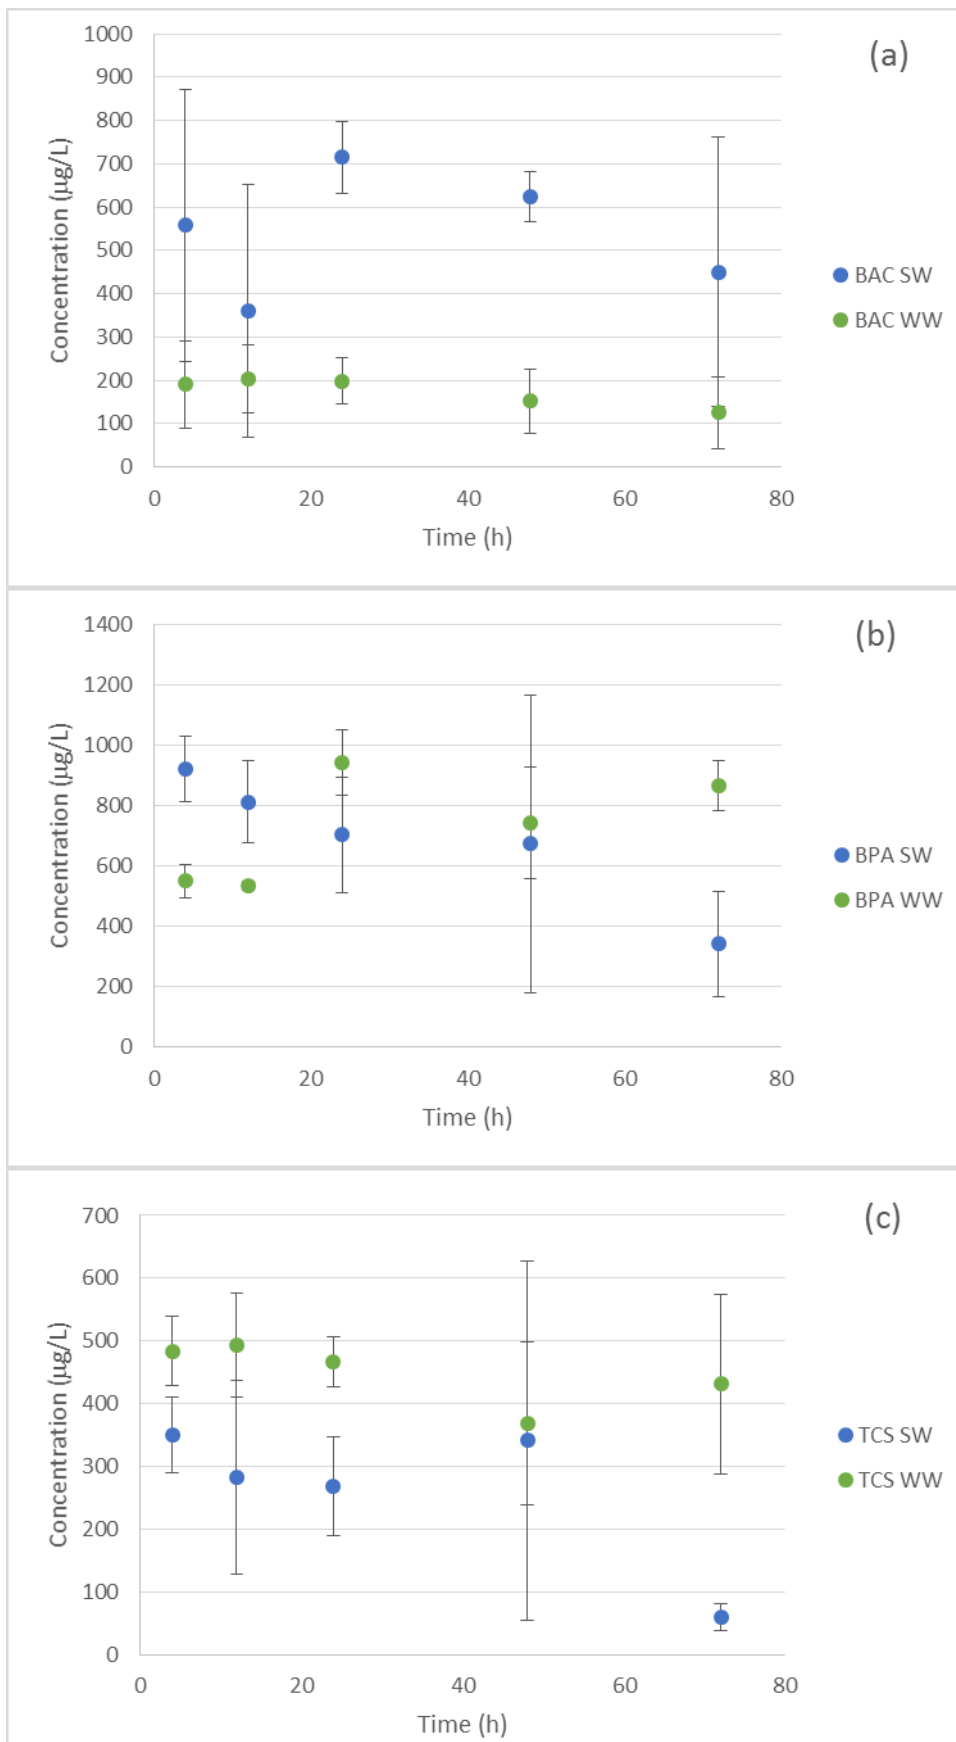 (a)
1000
900
800
700
600
500
400
300
200
100
0
Concentration (µg/L)
0 20 40 60 80
Time (h)
BAC SW
BAC WW
(b)
1400
1200
1000
800
600
400
200
0
Concentration (µg/L)
0 20 40 60 80
Time (h)
BPA SW
BPA WW
(c)
700
600
500
400
300
200
100
0
Concentration (µg/L)
0 20 40 60 80
Time (h)
TCS SW
TCS WW